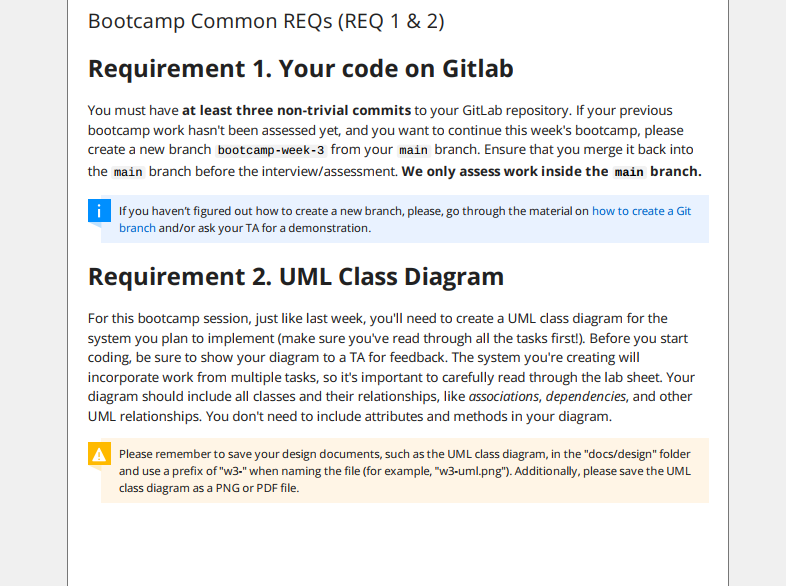 Bootcamp Common REQs (REQ 1 & 2)
Requirement 1. Your code on Gitlab
You must have at least three non-trivial commits to your GitLab repository. If your previous
bootcamp work hasn't been assessed yet, and you want to continue this week's bootcamp, please
create a new branch bootcamp-week-3 from your main branch. Ensure that you merge it back into
the main branch before the interview/assessment. We only assess work inside the main branch.
If you haven't figured out how to create a new branch, please, go through the material on how to create a Git
branch and/or ask your TA for a demonstration.
Requirement 2. UML Class Diagram
For this bootcamp session, just like last week, you'll need to create a UML class diagram for the
system you plan to implement (make sure you've read through all the tasks first!). Before you start
coding, be sure to show your diagram to a TA for feedback. The system you're creating will
incorporate work from multiple tasks, so it's important to carefully read through the lab sheet. Your
diagram should include all classes and their relationships, like associations, dependencies, and other
UML relationships. You don't need to include attributes and methods in your diagram.
Please remember to save your design documents, such as the UML class diagram, in the "docs/design" folder
and use a prefix of "w3-" when naming the file (for example, "w3-uml.png"). Additionally, please save the UML
class diagram as a PNG or PDF file.